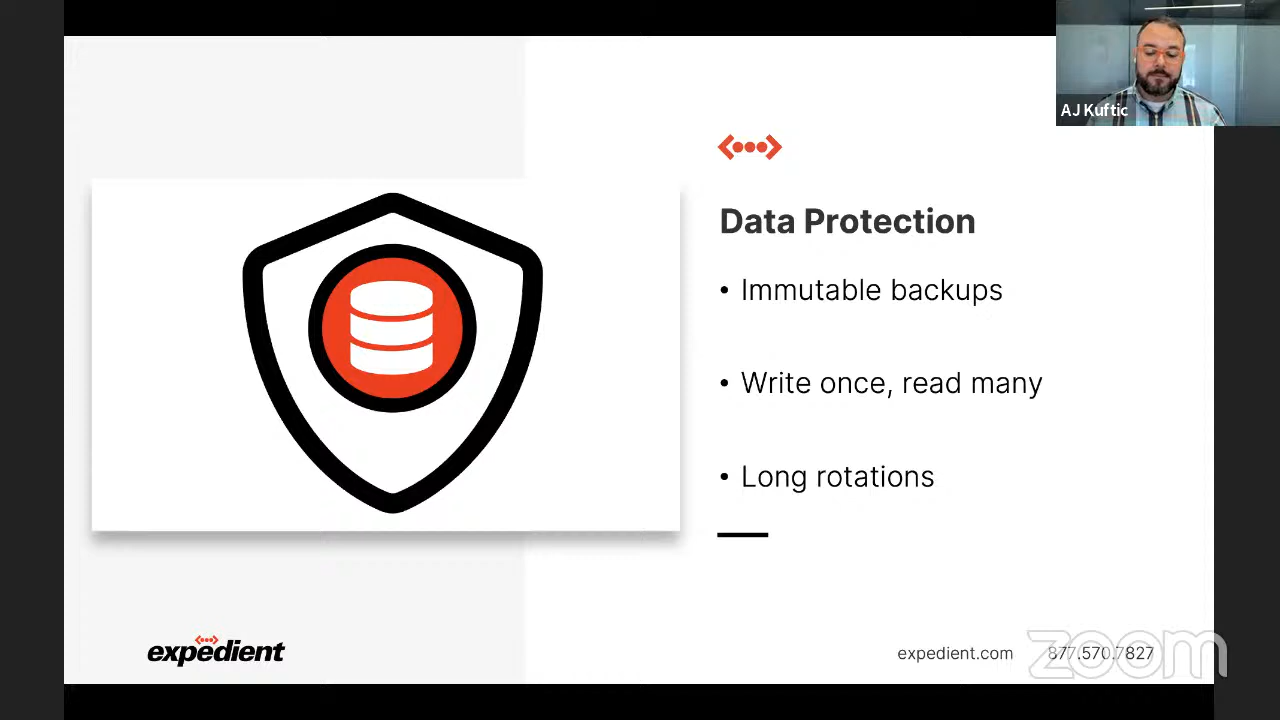 AJ Kuftic
Data Protection
• Immutable backups
• Write once, read many
• Long rotations
expedient
expedient.com
877.570.7827
zoom